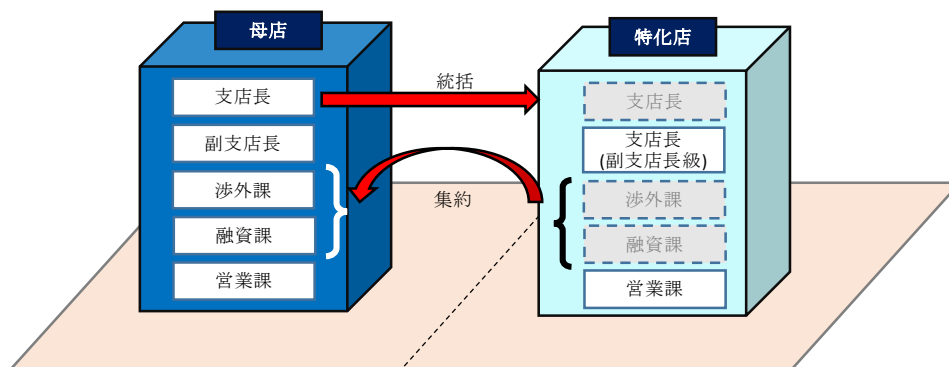 母店
支店長
副支店長
渉外課
融資課
営業課
統括
集約
特化店
支店長
支店長
(副支店長級)
渉外課
融資課
営業課